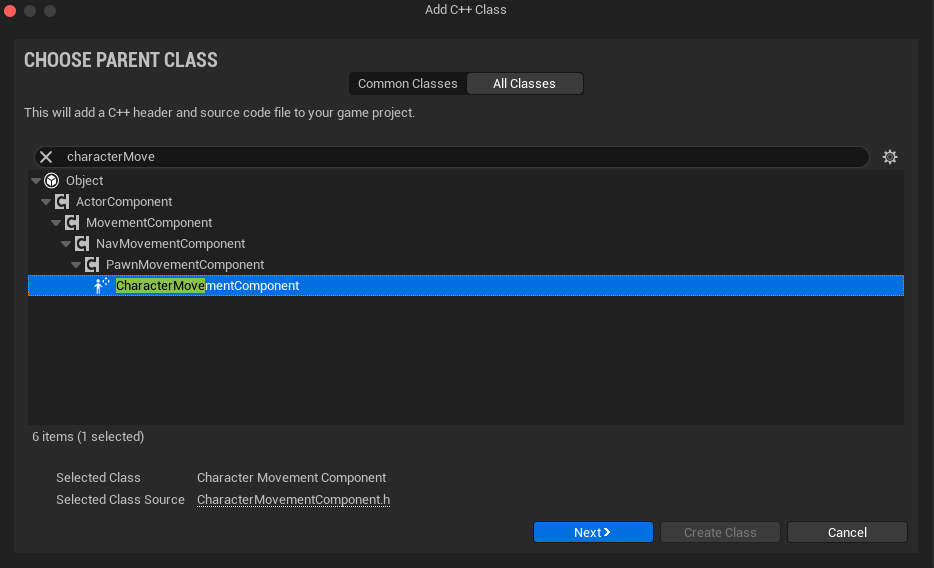 Add C++ Class
CHOOSE PARENT CLASS
Common Classes All Classes
This will add a C++ header and source code file to your game project.
characterMove
Object
ActorComponent
MovementComponent
NavMovementComponent
PawnMovementComponent
CharacterMovementComponent
6 items (1 selected)
Selected Class Character Movement Component
Selected Class Source CharacterMovementComponent.h
Next Create Class Cancel